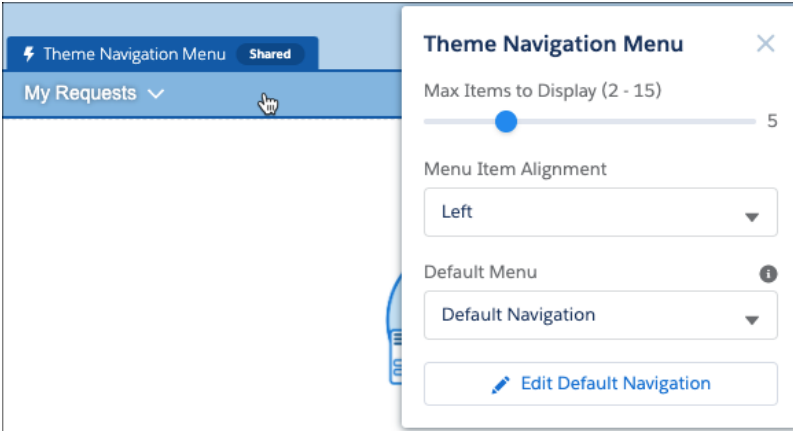 Theme Navigation Menu Shared
My Requests
Theme Navigation Menu
Max Items to Display (2 - 15)
5
Menu Item Alignment
Left
Default Menu
Default Navigation
Edit Default Navigation